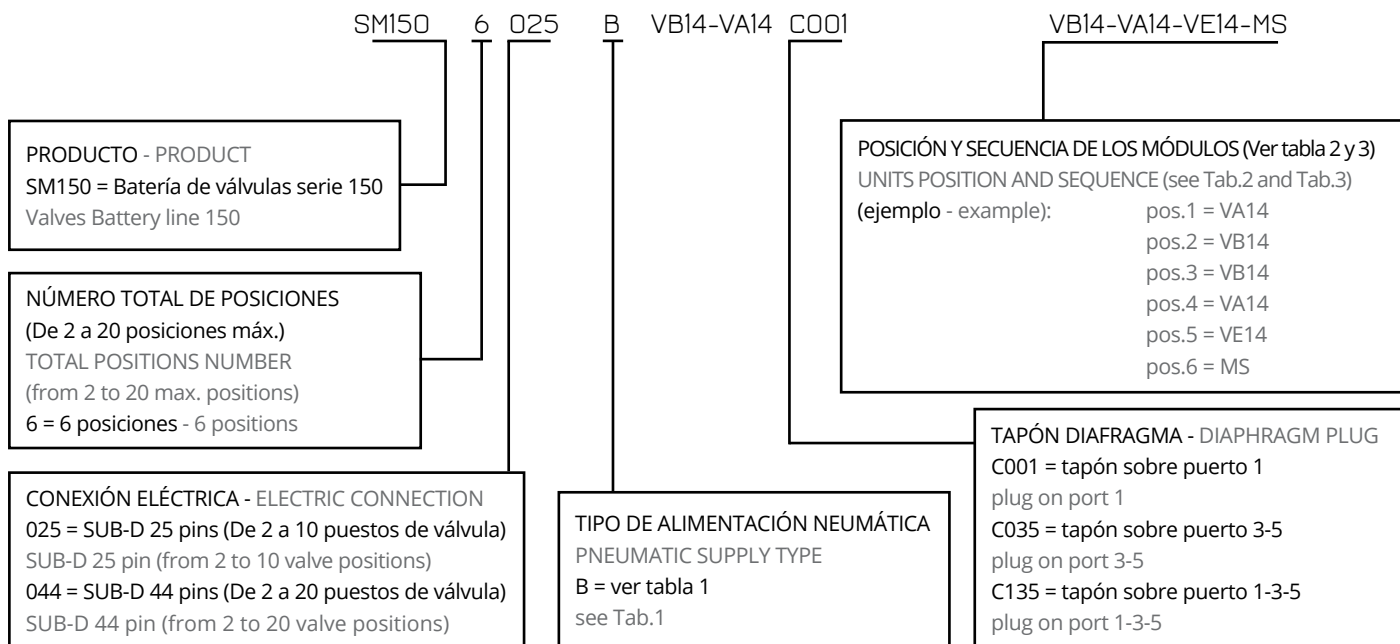 SM150 6 025 B VB14-VA14 C001 VB14-VA14-VE14-MS
PRODUCTO - PRODUCT
SM150 = Batería de válvulas serie 150
Valves Battery line 150
NÚMERO TOTAL DE POSICIONES
(De 2 a 20 posiciones máx.)
TOTAL POSITIONS NUMBER
(from 2 to 20 max. positions)
6 = 6 posiciones - 6 positions
CONEXIÓN ELÉCTRICA - ELECTRIC CONNECTION
025 = SUB-D 25 pins (De 2 a 10 puestos de válvula)
SUB-D 25 pin (from 2 to 10 valve positions)
044 = SUB-D 44 pins (De 2 a 20 puestos de válvula)
SUB-D 44 pin (from 2 to 20 valve positions)
TIPO DE ALIMENTACIÓN NEUMÁTICA
PNEUMATIC SUPPLY TYPE
B = ver tabla 1
see Tab.1
POSICIÓN Y SECUENCIA DE LOS MÓDULOS (Ver tabla 2 y 3)
UNITS POSITION AND SEQUENCE (see Tab.2 and Tab.3)
(ejemplo - example): pos.1 = VA14
pos.2 = VB14
pos.3 = VB14
pos.4 = VA14
pos.5 = VE14
pos.6 = MS
TAPÓN DIAFRAGMA - DIAPHRAGM PLUG
C001 = tapón sobre puerto 1
plug on port 1
C035 = tapón sobre puerto 3-5
plug on port 3-5
C135 = tapón sobre puerto 1-3-5
plug on port 1-3-5